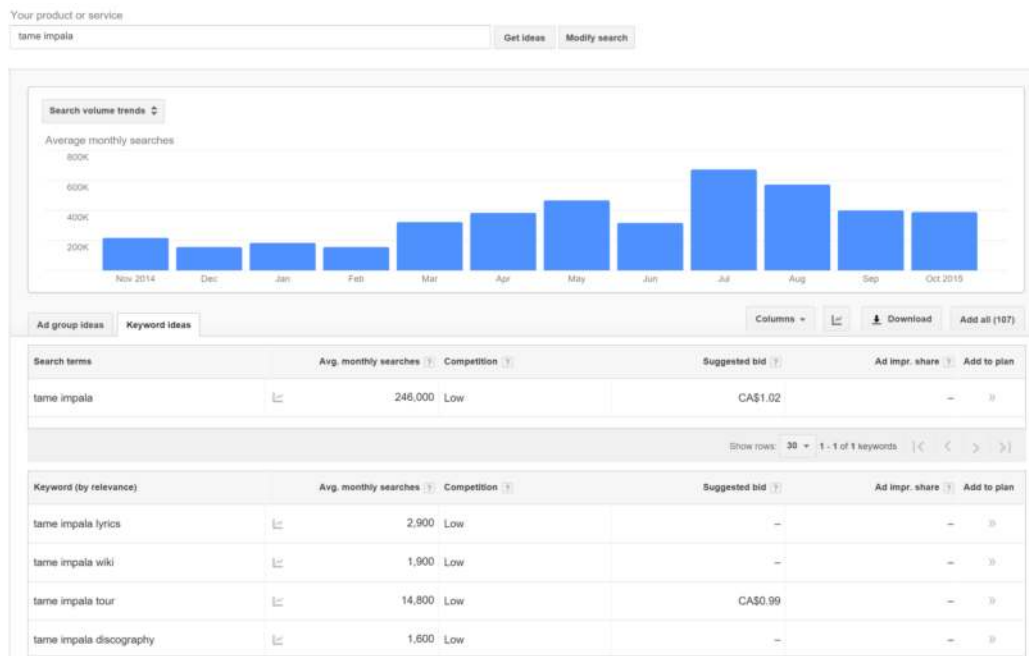 Your product or service
tame impala Get ideas Modify search
Search volume trends
Average monthly searches
800K
600K
400K
200K
Nov 2014 Dec Jan Feb Mar Apr May Jun Jul Aug Sep Oct 2015
Ad group ideas Keyword ideas Columns Download Add all (107)
Search terms Avg. monthly searches ? Competition ? Suggested bid ? Ad impr. share ? Add to plan
tame impala 246,000 Low CA$1.02 – »
Show rows: 30 1 - 1 of 1 keywords |< < > >|
Keyword (by relevance) Avg. monthly searches ? Competition ? Suggested bid ? Ad impr. share ? Add to plan
tame impala lyrics 2,900 Low – – »
tame impala wiki 1,900 Low – – »
tame impala tour 14,800 Low CA$0.99 – »
tame impala discography 1,600 Low – – »